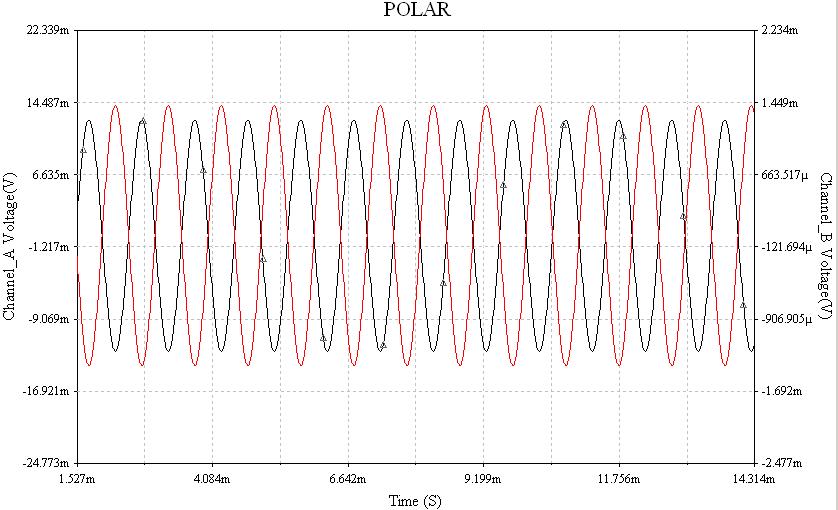 POLAR
22.339m
2.234m
14.487m
1.449m
6.635m
663.517µ
Channel_A Voltage(V)
Channel_B Voltage(V)
-1.217m
-121.694µ
-9.069m
-906.905µ
-16.921m
-1.692m
-24.773m
-2.477m
1.527m
4.084m
6.642m
9.199m
11.756m
14.314m
Time (S)